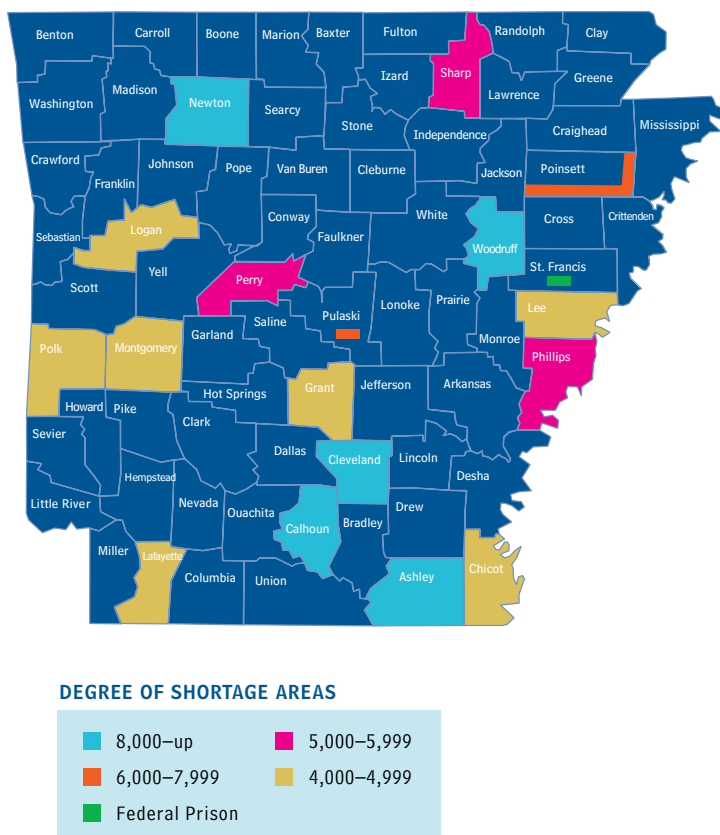 Benton
Carroll
Boone
Marion
Baxter
Fulton
Randolph
Clay
Washington
Madison
Newton
Searcy
Stone
Izard
Sharp
Lawrence
Greene
Independence
Craighead
Mississippi
Crawford
Franklin
Johnson
Pope
Van Buren
Cleburne
Jackson
Poinsett
Sebastian
Logan
Conway
Faulkner
White
Woodruff
Cross
Crittenden
Scott
Yell
Perry
St. Francis
Polk
Montgomery
Garland
Saline
Pulaski
Lonoke
Prairie
Monroe
Lee
Phillips
Howard
Pike
Hot Springs
Grant
Jefferson
Arkansas
Sevier
Clark
Dallas
Cleveland
Lincoln
Desha
Little River
Hempstead
Nevada
Ouachita
Calhoun
Bradley
Drew
Miller
Lafayette
Columbia
Union
Ashley
Chicot
DEGREE OF SHORTAGE AREAS
8,000–up
5,000–5,999
6,000–7,999
4,000–4,999
Federal Prison